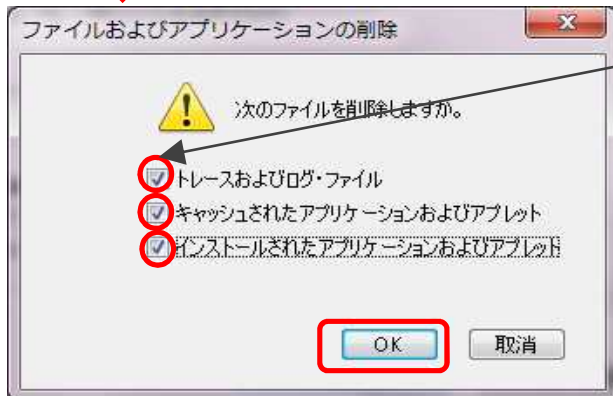 ファイルおよびアプリケーションの削除
次のファイルを削除しますか。
トレースおよびログ・ファイル
キャッシュされたアプリケーションおよびアプレット
インストールされたアプリケーションおよびアプレット
OK
取消